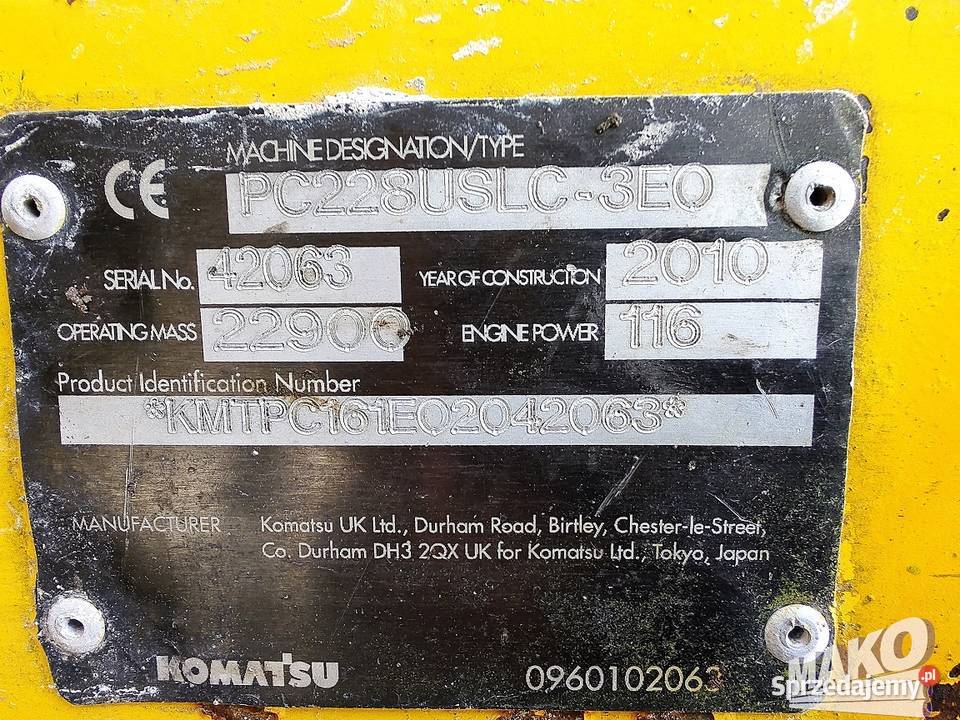 CE
MACHINE DESIGNATION/TYPE
PC228USLC-3E0
SERIAL No. 42063 YEAR OF CONSTRUCTION 2010
OPERATING MASS 22900 ENGINE POWER 116
Product Identification Number
*KMTPC161E02042063*
MANUFACTURER Komatsu UK Ltd., Durham Road, Birtley, Chester-le-Street,
Co. Durham DH3 2QX UK for Komatsu Ltd., Tokyo, Japan
KOMATSU 0960102063
MAKO
Sprzedajemy.pl